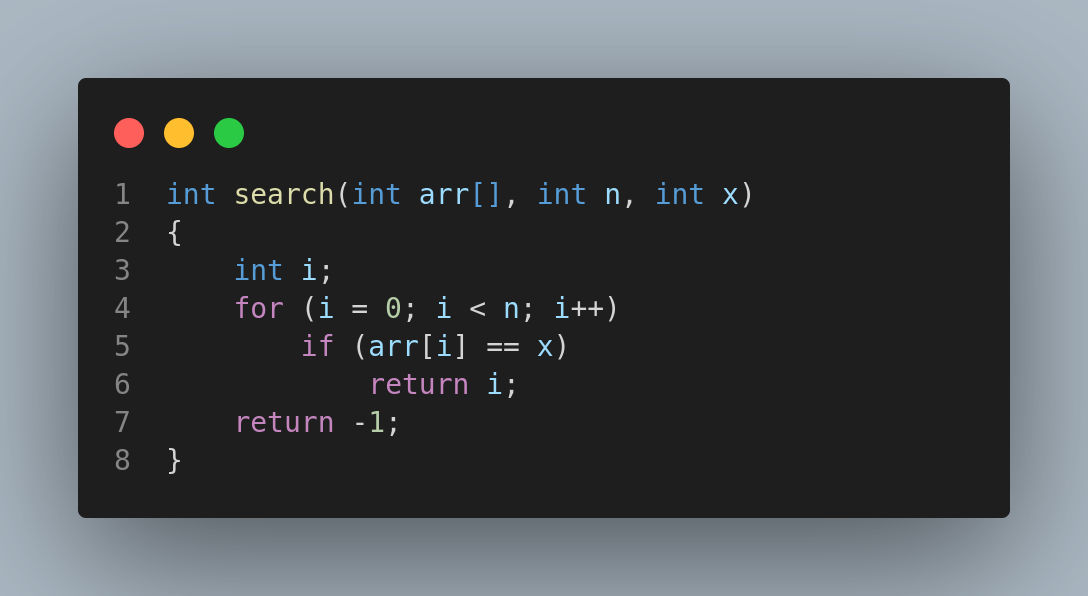 1 int search(int arr[], int n, int x)
2 {
3     int i;
4     for (i = 0; i < n; i++)
5         if (arr[i] == x)
6             return i;
7     return -1;
8 }